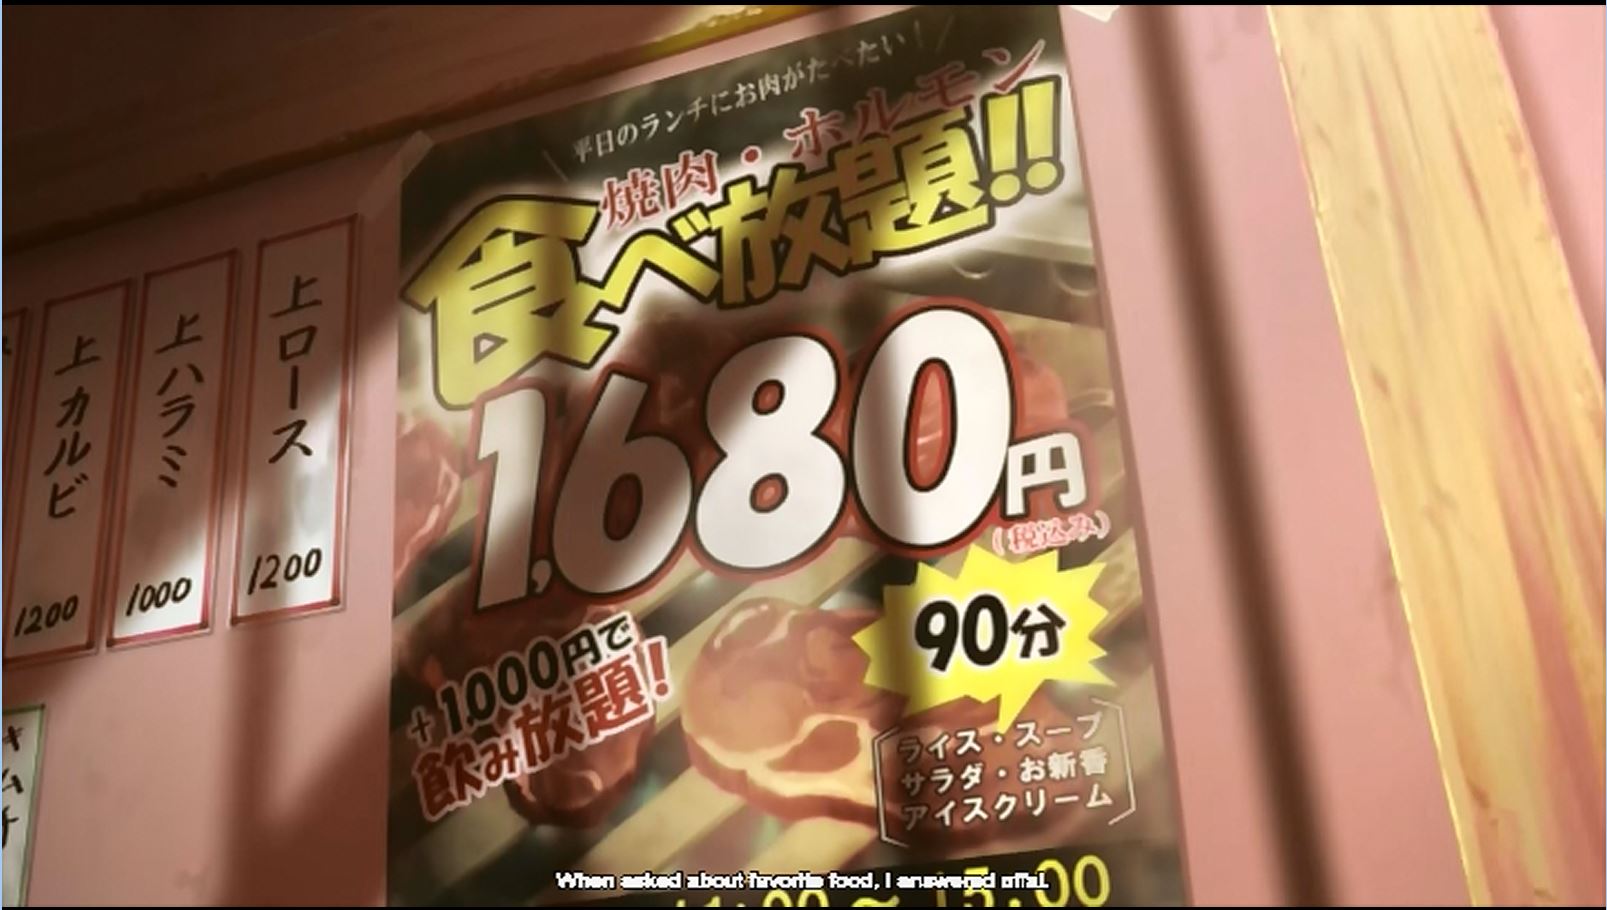 平日のランチにお肉がたべたい!
焼肉・ホルモン
食べ放題!!
1,680円
(税込み)
90分
+1,000円で
飲み放題!
ライス・スープ
サラダ・お新香
アイスクリーム
上ロース
1200
上ハラミ
1000
上カルビ
1200
キムチ
When asked about favorite food, I answered offal.